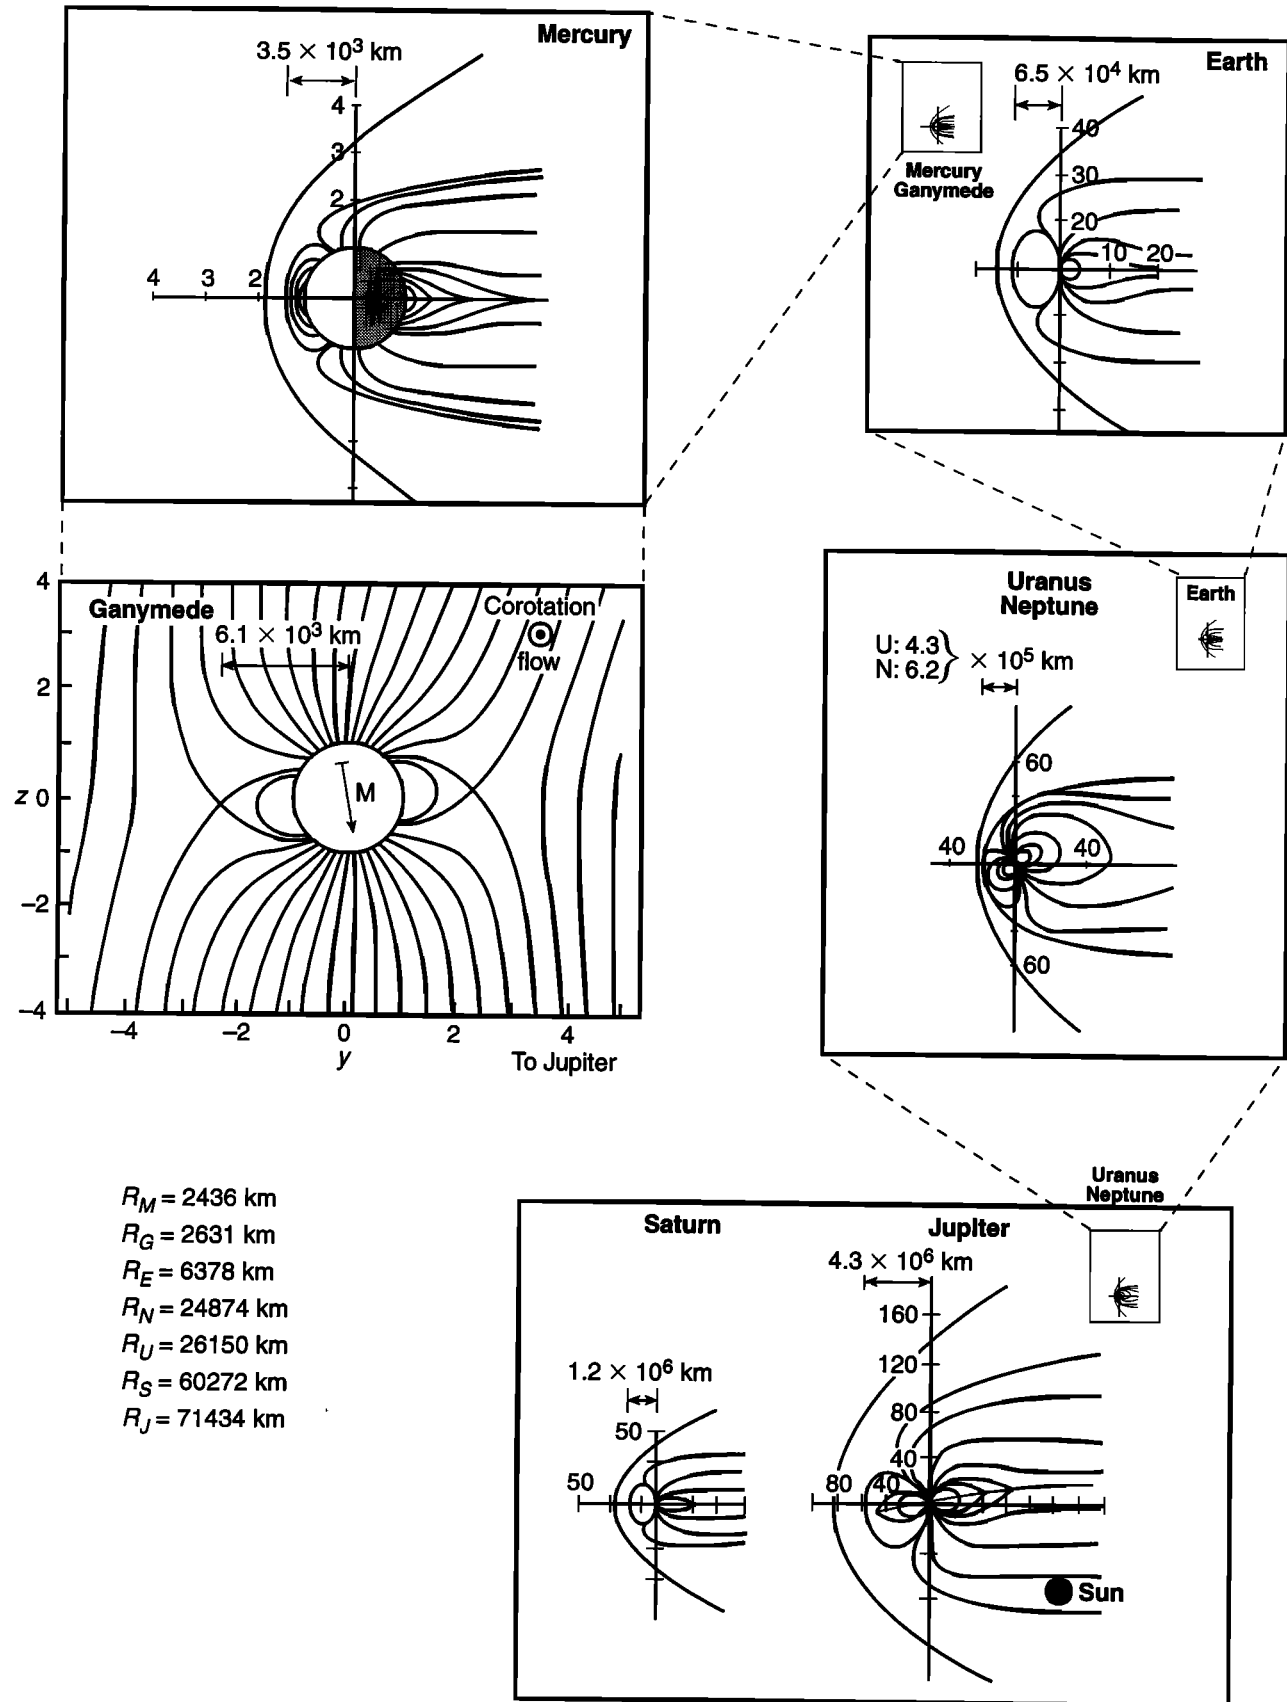 Mercury
3.5 × 10³ km
4
3
2
4 3 2
Earth
6.5 × 10⁴ km
40
30
20
10 20
Mercury
Ganymede
Ganymede
6.1 × 10³ km
Corotation
flow
M
4
2
z 0
−2
−4
−4 −2 0 2 4
y
To Jupiter
Uranus
Neptune
U: 4.3
N: 6.2
} × 10⁵ km
Earth
60
40 40
60
R_M = 2436 km
R_G = 2631 km
R_E = 6378 km
R_N = 24874 km
R_U = 26150 km
R_S = 60272 km
R_J = 71434 km
Uranus
Neptune
Saturn
1.2 × 10⁶ km
50
50
Jupiter
4.3 × 10⁶ km
160
120
80
40
80 40
Sun